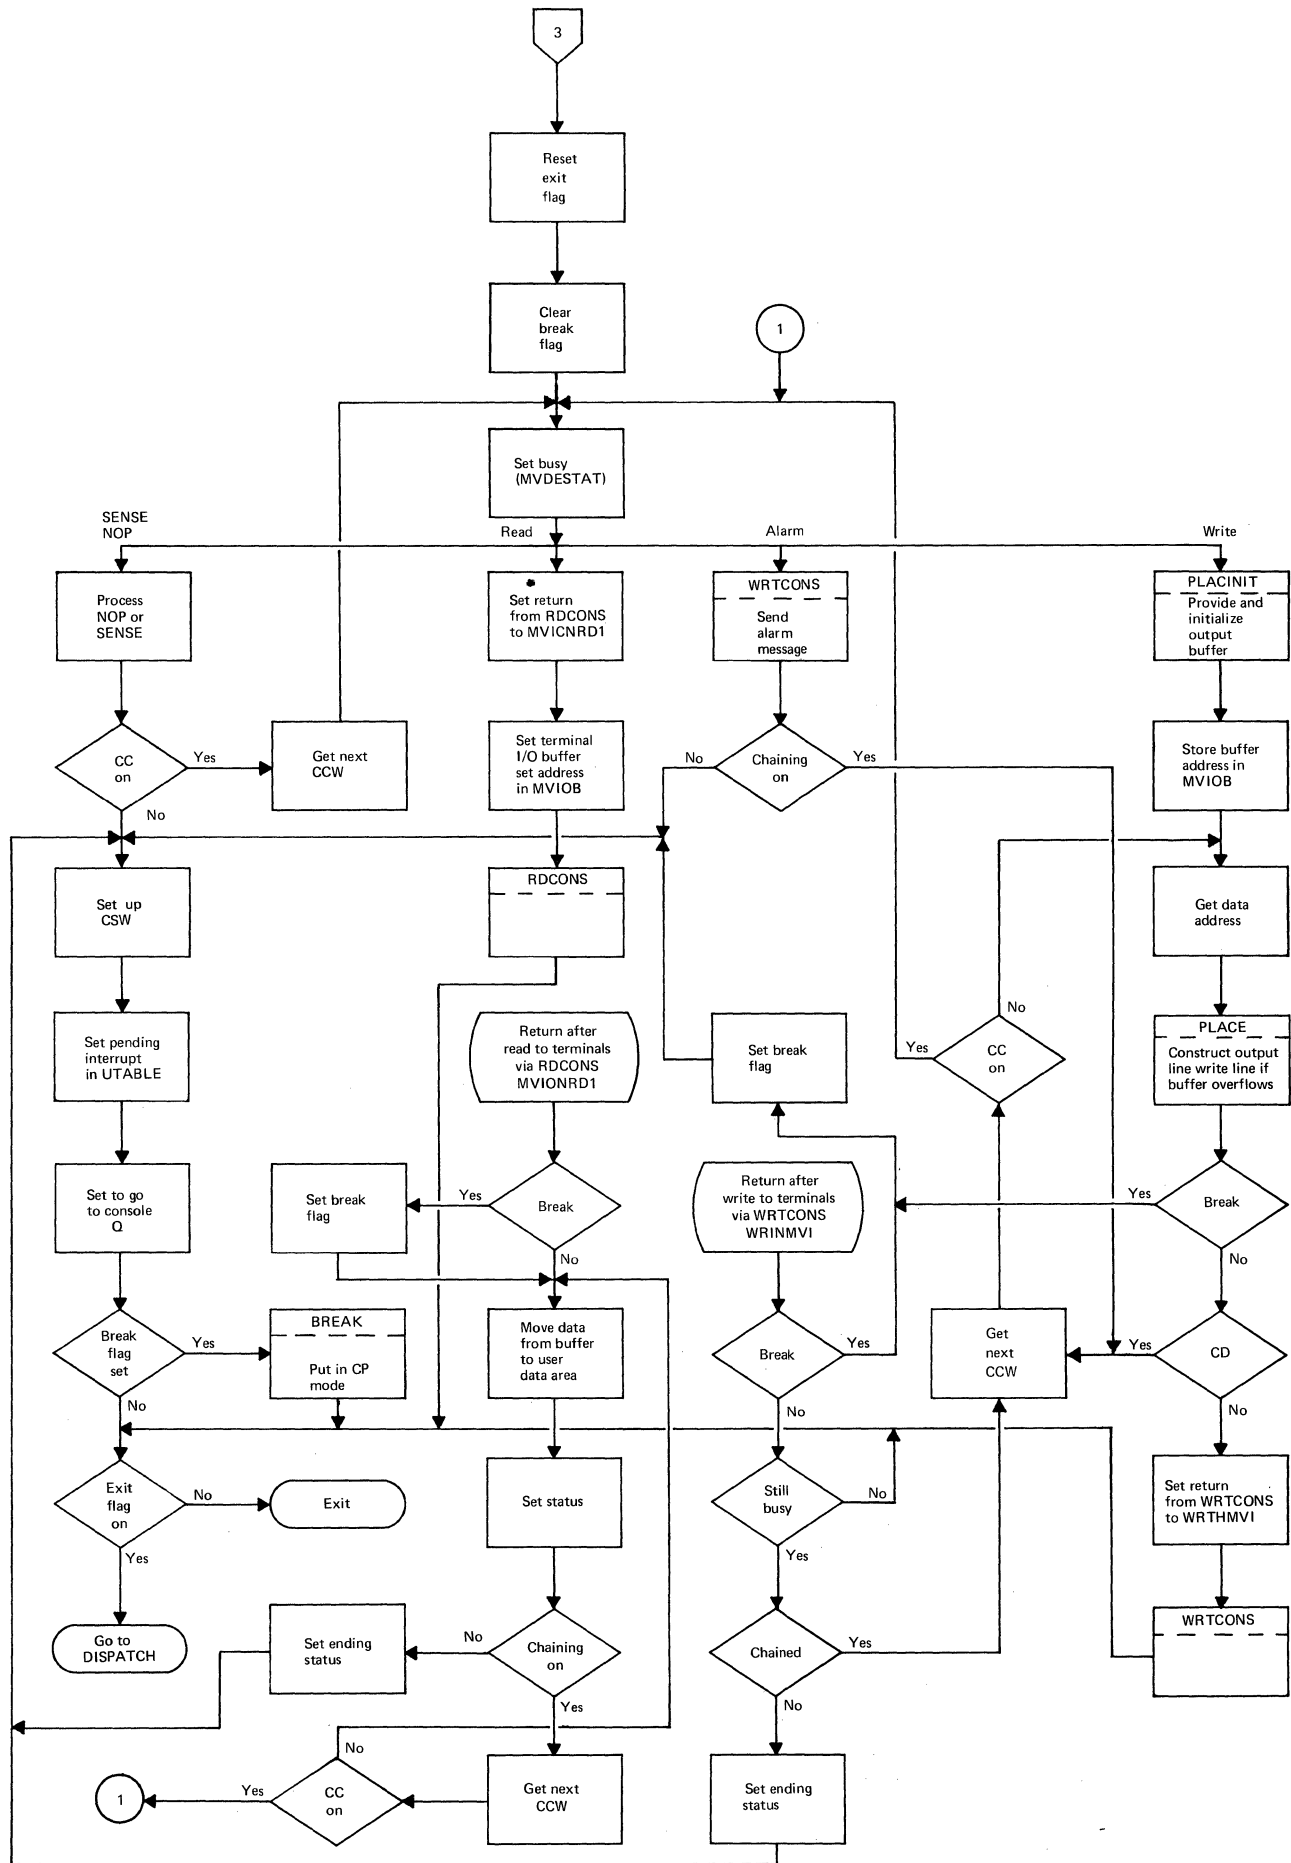 3
Reset
exit
flag
Clear
break
flag
1
Set busy
(MVDESTAT)
SENSE
NOP
Read
Alarm
Write
Process
NOP or
SENSE
Set return
from RDCONS
to MVICNRD1
WRTCONS
Send
alarm
message
PLACINIT
Provide and
initialize
output
buffer
CC
on
Yes
No
Get next
CCW
Set terminal
I/O buffer
set address
in MVIOB
No
Chaining
on
Yes
Store buffer
address in
MVIOB
Set up
CSW
RDCONS
Get data
address
Set pending
interrupt
in UTABLE
Return after
read to terminals
via RDCONS
MVIONRD1
Set break
flag
Yes
CC
on
No
PLACE
Construct output
line write line if
buffer overflows
Set to go
to console
Q
Set break
flag
Yes
Break
No
Return after
write to terminals
via WRTCONS
WRINMVI
Yes
Break
No
Break
flag
set
Yes
No
BREAK
Put in CP
mode
Move data
from buffer
to user
data area
Break
Yes
No
Get
next
CCW
Yes
CD
No
Exit
flag
on
No
Yes
Exit
Set status
Still
busy
No
Yes
Set return
from WRTCONS
to WRTHMVI
Go to
DISPATCH
Set ending
status
No
Chaining
on
Yes
Chained
Yes
No
WRTCONS
1
Yes
CC
on
No
Get next
CCW
Set ending
status